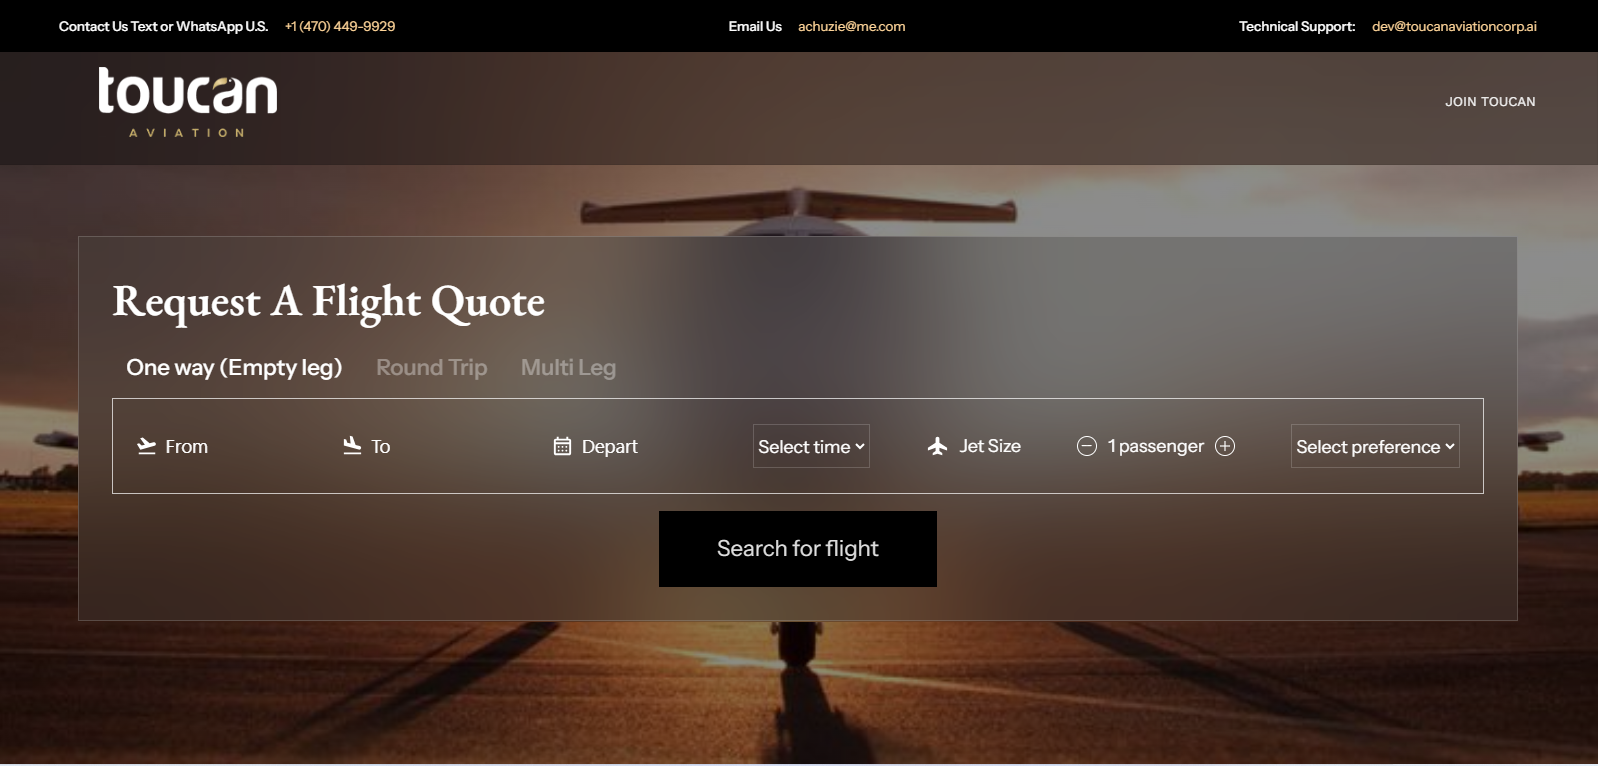 Contact Us Text or WhatsApp U.S. +1 (470) 449-9929 Email Us achuzie@me.com Technical Support: dev@toucanaviationcorp.ai
toucan
AVIATION
JOIN TOUCAN
Request A Flight Quote
One way (Empty leg) Round Trip Multi Leg
From To Depart Select time Jet Size 1 passenger Select preference
Search for flight